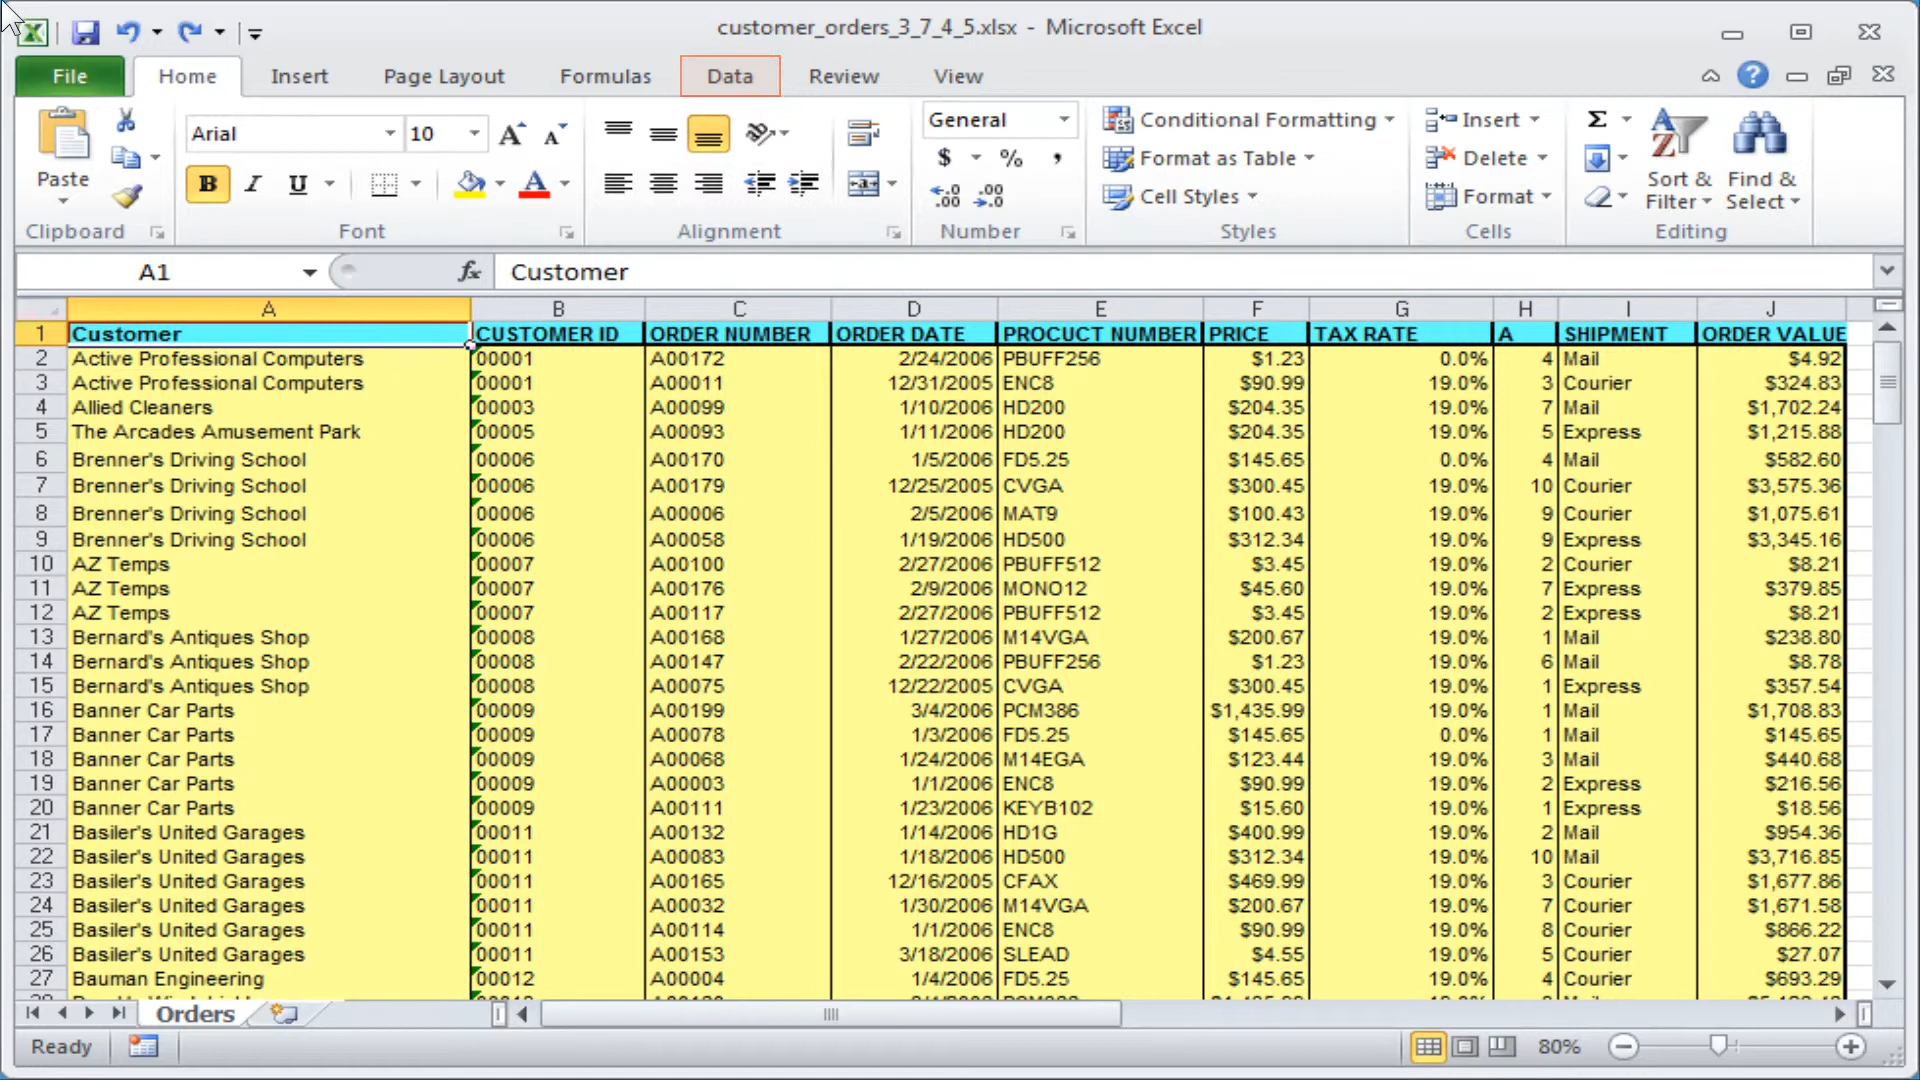 customer_orders_3_7_4_5.xlsx - Microsoft Excel
File Home Insert Page Layout Formulas Data Review View
Paste
Clipboard
Arial 10
B I U
Font
Alignment
General
$ % ,
Number
Conditional Formatting
Format as Table
Cell Styles
Styles
Insert
Delete
Format
Cells
Σ
Sort & Filter
Find & Select
Editing
A1 fx Customer
A B C D E F G H I J
1 Customer CUSTOMER ID ORDER NUMBER ORDER DATE PROCUCT NUMBER PRICE TAX RATE A SHIPMENT ORDER VALUE
2 Active Professional Computers 00001 A00172 2/24/2006 PBUFF256 $1.23 0.0% 4 Mail $4.92
3 Active Professional Computers 00001 A00011 12/31/2005 ENC8 $90.99 19.0% 3 Courier $324.83
4 Allied Cleaners 00003 A00099 1/10/2006 HD200 $204.35 19.0% 7 Mail $1,702.24
5 The Arcades Amusement Park 00005 A00093 1/11/2006 HD200 $204.35 19.0% 5 Express $1,215.88
6 Brenner's Driving School 00006 A00170 1/5/2006 FD5.25 $145.65 0.0% 4 Mail $582.60
7 Brenner's Driving School 00006 A00179 12/25/2005 CVGA $300.45 19.0% 10 Courier $3,575.36
8 Brenner's Driving School 00006 A00006 2/5/2006 MAT9 $100.43 19.0% 9 Courier $1,075.61
9 Brenner's Driving School 00006 A00058 1/19/2006 HD500 $312.34 19.0% 9 Express $3,345.16
10 AZ Temps 00007 A00100 2/27/2006 PBUFF512 $3.45 19.0% 2 Courier $8.21
11 AZ Temps 00007 A00176 2/9/2006 MONO12 $45.60 19.0% 7 Express $379.85
12 AZ Temps 00007 A00117 2/27/2006 PBUFF512 $3.45 19.0% 2 Express $8.21
13 Bernard's Antiques Shop 00008 A00168 1/27/2006 M14VGA $200.67 19.0% 1 Mail $238.80
14 Bernard's Antiques Shop 00008 A00147 2/22/2006 PBUFF256 $1.23 19.0% 6 Mail $8.78
15 Bernard's Antiques Shop 00008 A00075 12/22/2005 CVGA $300.45 19.0% 1 Express $357.54
16 Banner Car Parts 00009 A00199 3/4/2006 PCM386 $1,435.99 19.0% 1 Mail $1,708.83
17 Banner Car Parts 00009 A00078 1/3/2006 FD5.25 $145.65 0.0% 1 Mail $145.65
18 Banner Car Parts 00009 A00068 1/24/2006 M14EGA $123.44 19.0% 3 Mail $440.68
19 Banner Car Parts 00009 A00003 1/1/2006 ENC8 $90.99 19.0% 2 Express $216.56
20 Banner Car Parts 00009 A00111 1/23/2006 KEYB102 $15.60 19.0% 1 Express $18.56
21 Basiler's United Garages 00011 A00132 1/14/2006 HD1G $400.99 19.0% 2 Mail $954.36
22 Basiler's United Garages 00011 A00083 1/18/2006 HD500 $312.34 19.0% 10 Mail $3,716.85
23 Basiler's United Garages 00011 A00165 12/16/2005 CFAX $469.99 19.0% 3 Courier $1,677.86
24 Basiler's United Garages 00011 A00032 1/30/2006 M14VGA $200.67 19.0% 7 Courier $1,671.58
25 Basiler's United Garages 00011 A00114 1/1/2006 ENC8 $90.99 19.0% 8 Courier $866.22
26 Basiler's United Garages 00011 A00153 3/18/2006 SLEAD $4.55 19.0% 5 Courier $27.07
27 Bauman Engineering 00012 A00004 1/4/2006 FD5.25 $145.65 19.0% 4 Courier $693.29
Orders
Ready 80%